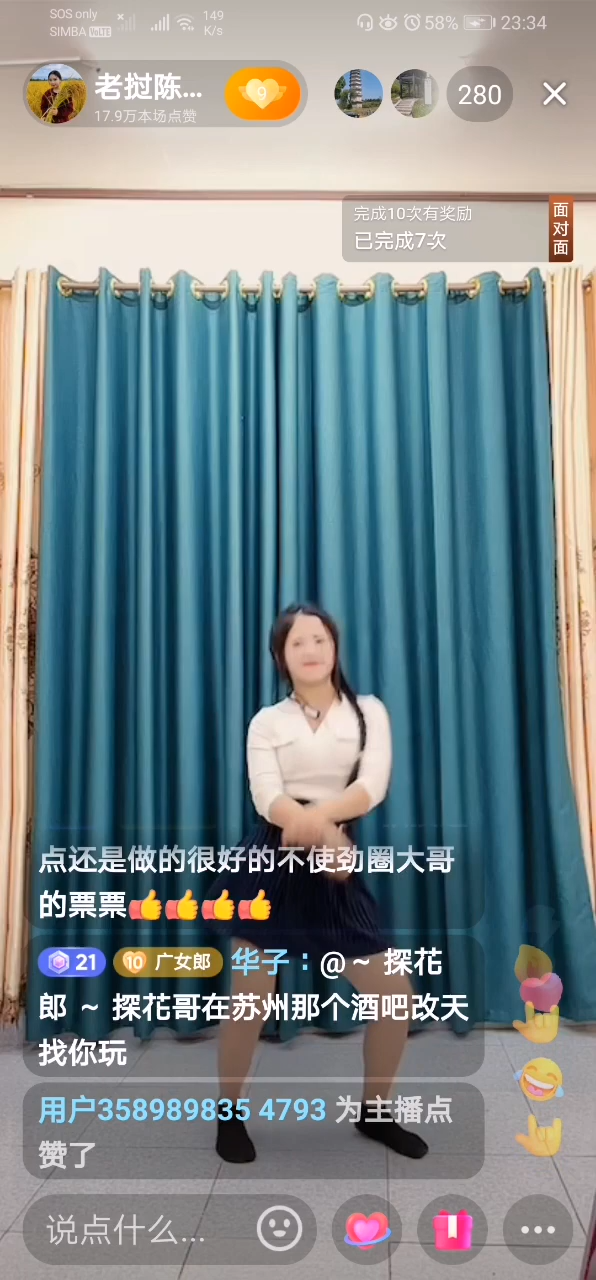 SOS only
SIMBA VoLTE
149
K/s
58%
23:34
老挝陈...
17.9万本场点赞
9
280
完成10次有奖励
已完成7次
面对面
点还是做的很好的不使劲圈大哥
的票票👍👍👍👍
21 10 广女郎 华子：@～ 探花
郎 ～ 探花哥在苏州那个酒吧改天
找你玩
用户358989835 4793 为主播点
赞了
说点什么...